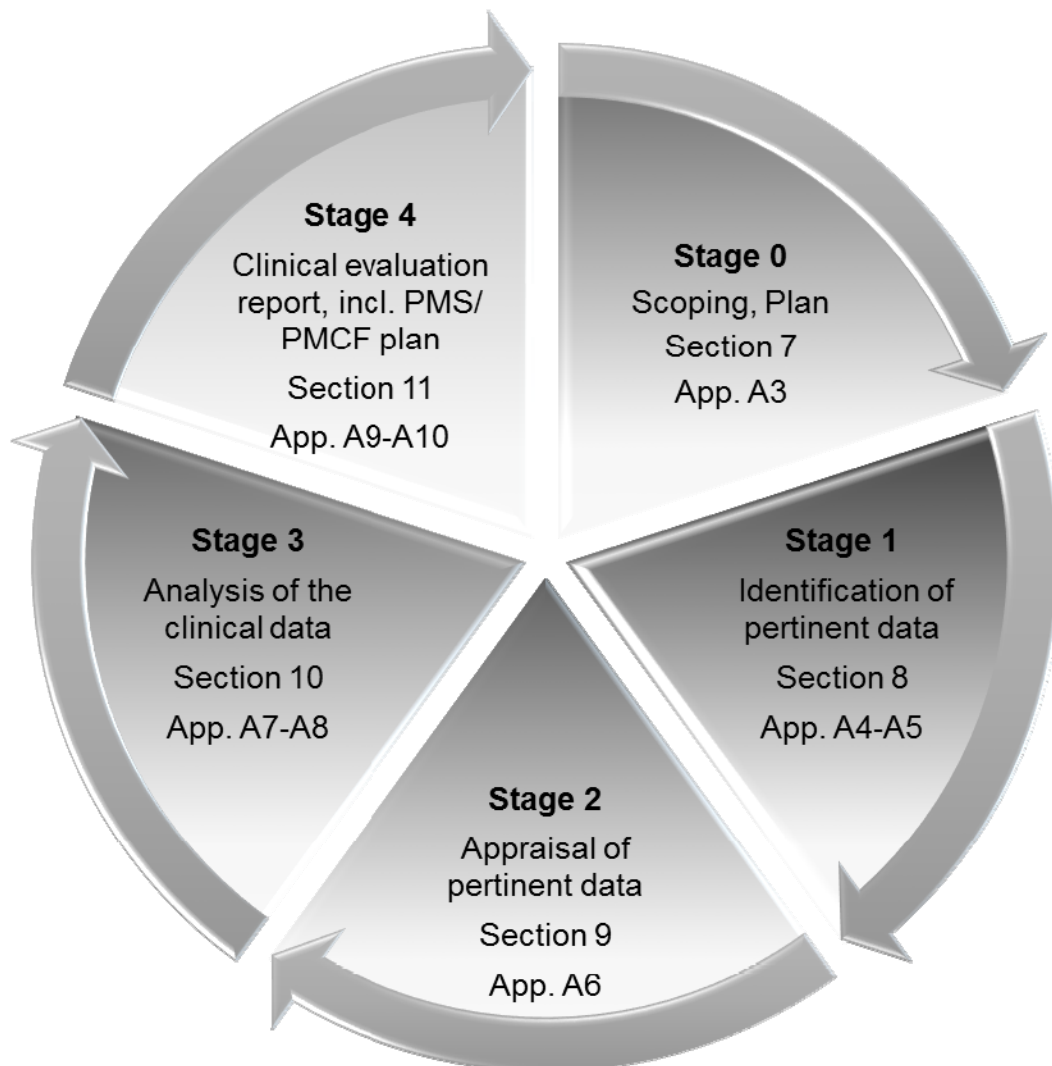 Stage 0
Scoping, Plan
Section 7
App. A3
Stage 1
Identification of
pertinent data
Section 8
App. A4-A5
Stage 2
Appraisal of
pertinent data
Section 9
App. A6
Stage 3
Analysis of the
clinical data
Section 10
App. A7-A8
Stage 4
Clinical evaluation
report, incl. PMS/
PMCF plan
Section 11
App. A9-A10